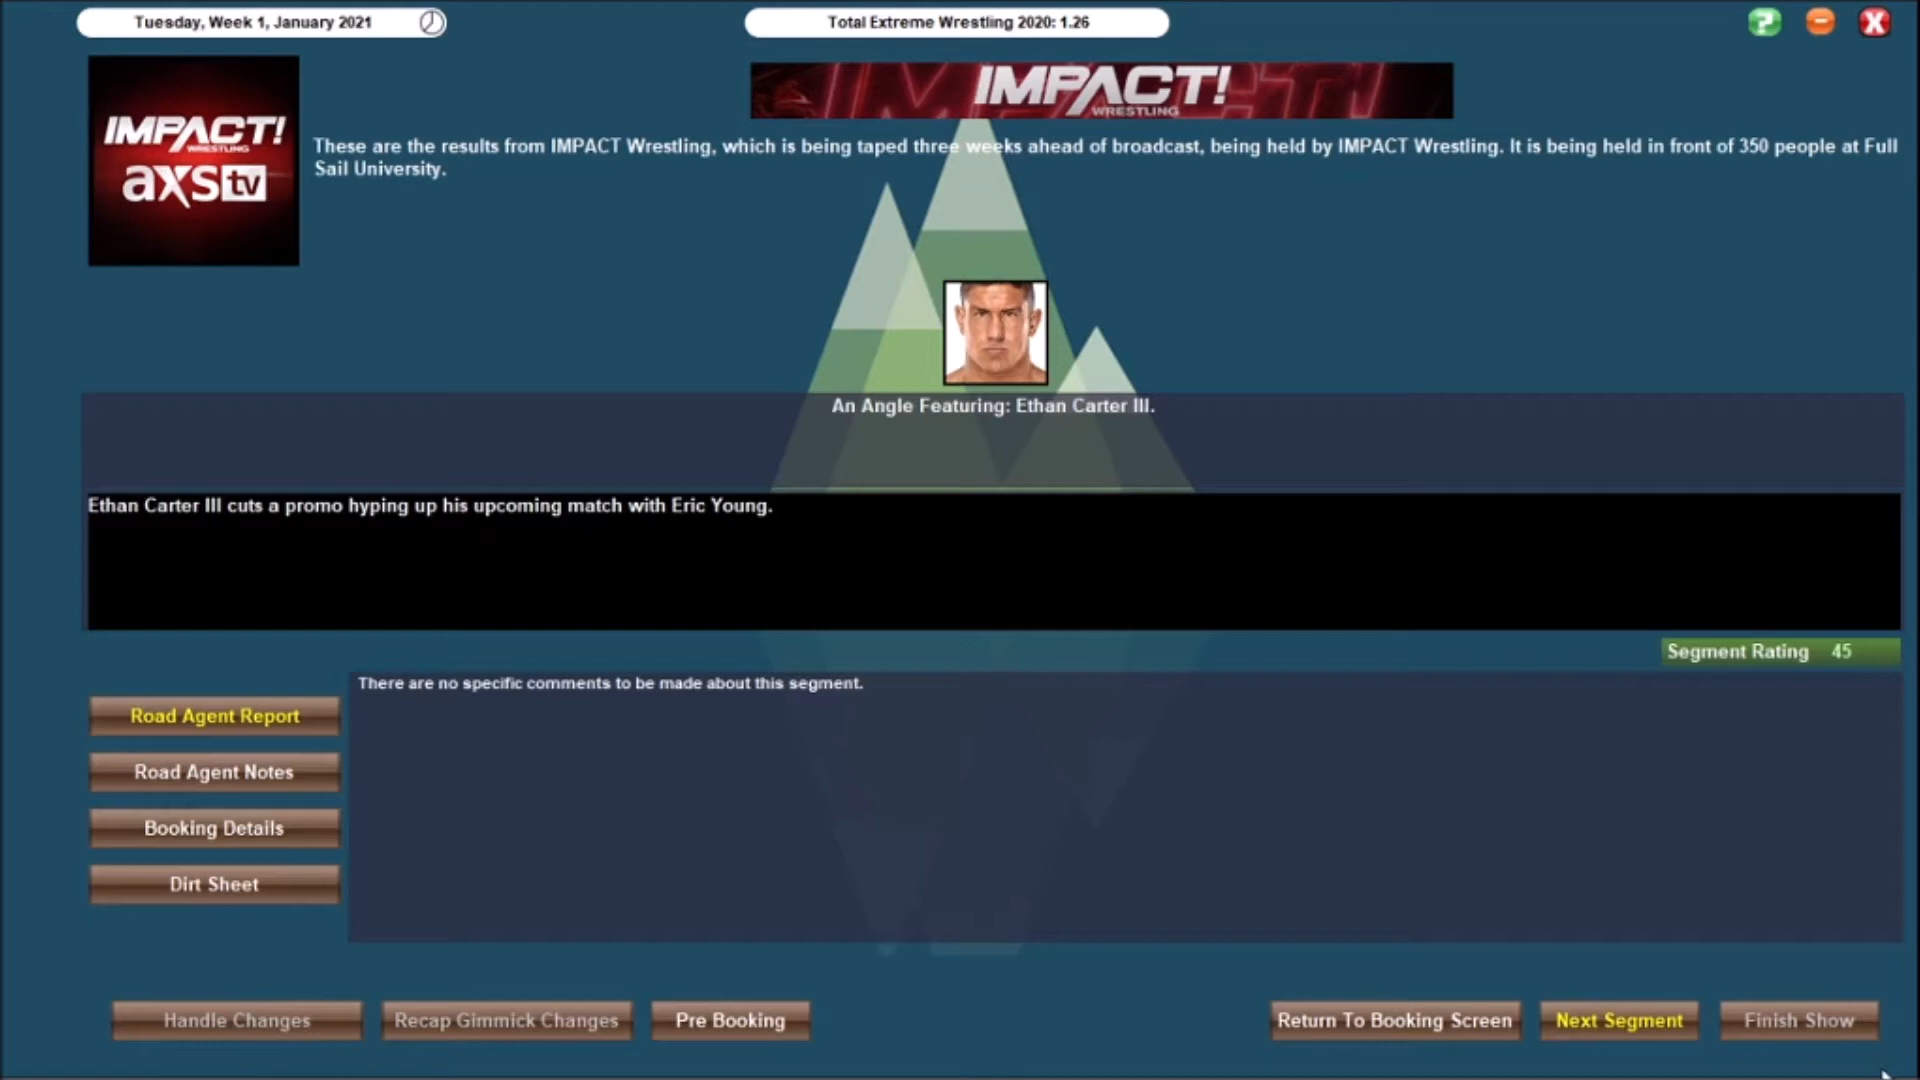 Tuesday, Week 1, January 2021
Total Extreme Wrestling 2020: 1.26
IMPACT!
WRESTLING
IMPACT!
WRESTLING
axs tv
These are the results from IMPACT Wrestling, which is being taped three weeks ahead of broadcast, being held by IMPACT Wrestling. It is being held in front of 350 people at Full
Sail University.
An Angle Featuring: Ethan Carter III.
Ethan Carter III cuts a promo hyping up his upcoming match with Eric Young.
Segment Rating 45
There are no specific comments to be made about this segment.
Road Agent Report
Road Agent Notes
Booking Details
Dirt Sheet
Handle Changes
Recap Gimmick Changes
Pre Booking
Return To Booking Screen
Next Segment
Finish Show